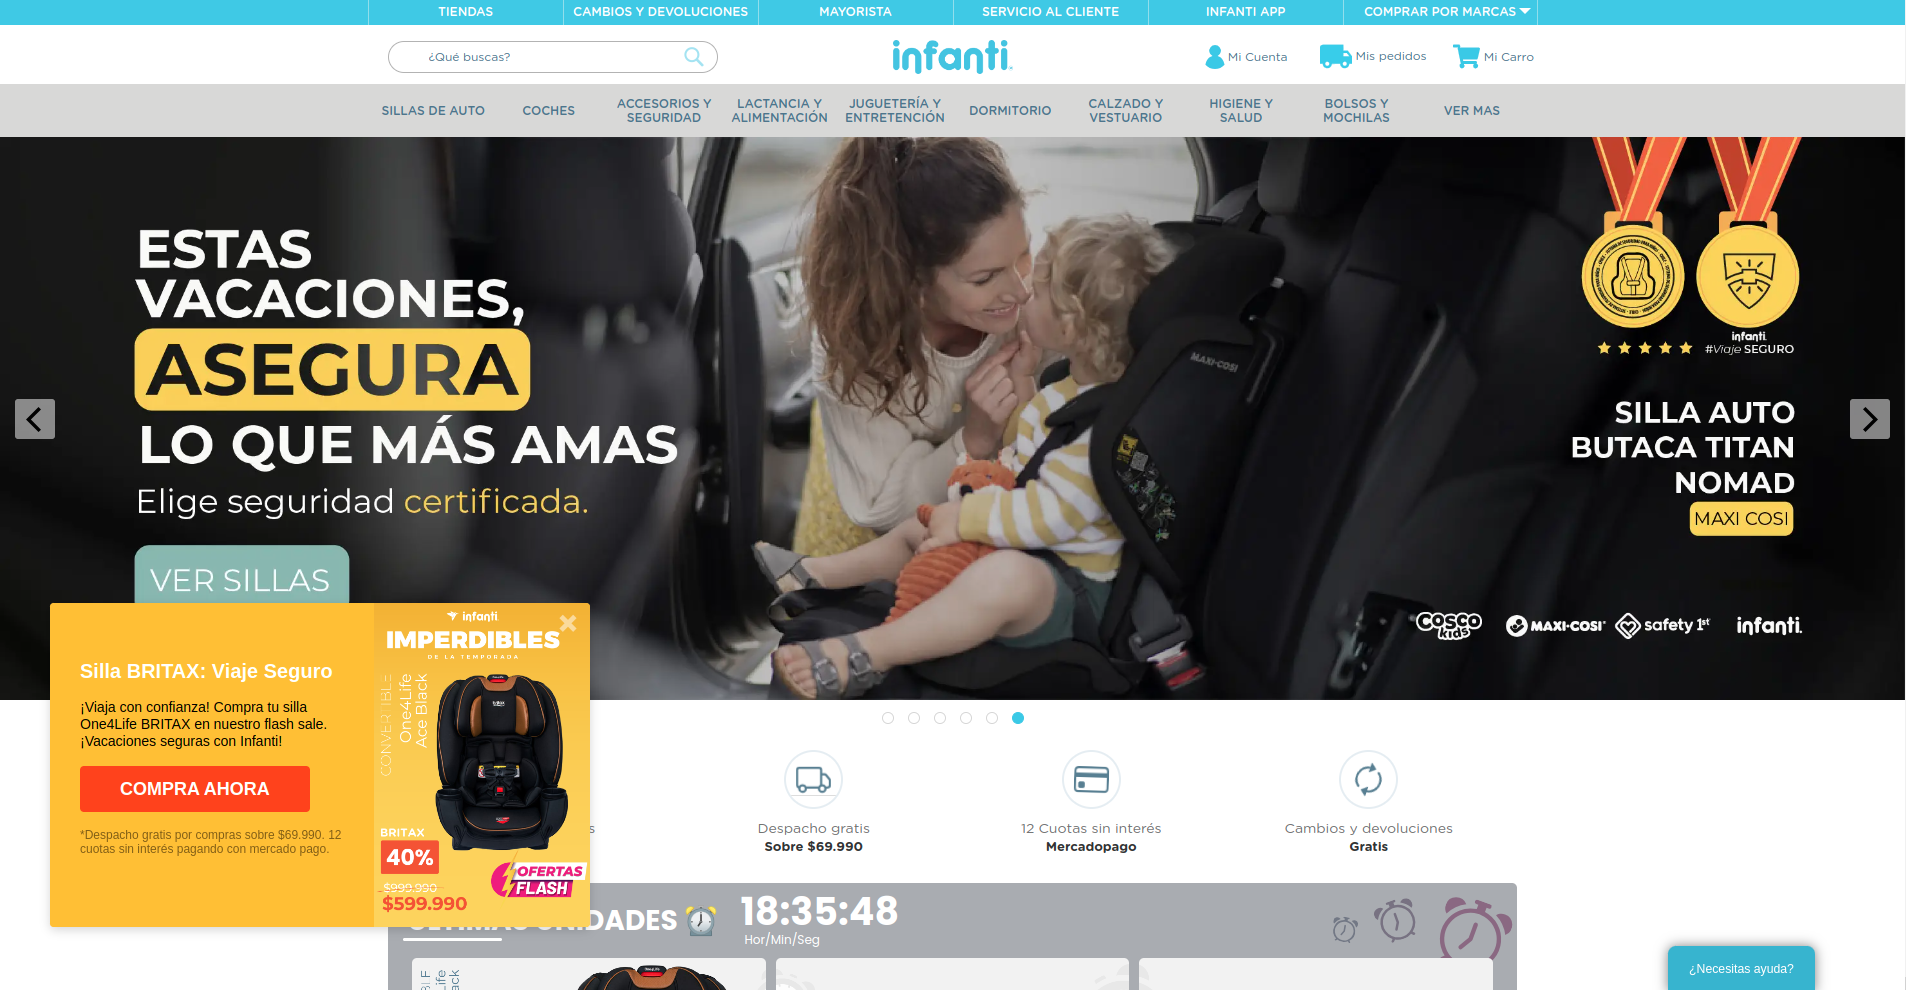 TIENDAS
CAMBIOS Y DEVOLUCIONES
MAYORISTA
SERVICIO AL CLIENTE
INFANTI APP
COMPRAR POR MARCAS
¿Qué buscas?
infanti
Mi Cuenta
Mis pedidos
Mi Carro
SILLAS DE AUTO
COCHES
ACCESORIOS Y
SEGURIDAD
LACTANCIA Y
ALIMENTACIÓN
JUGUETERÍA Y
ENTRETENCIÓN
DORMITORIO
CALZADO Y
VESTUARIO
HIGIENE Y
SALUD
BOLSOS Y
MOCHILAS
VER MAS
ESTAS
VACACIONES,
ASEGURA
LO QUE MÁS AMAS
Elige seguridad certificada.
VER SILLAS
MAXI-COSI
infanti
#Viaje SEGURO
SILLA AUTO
BUTACA TITAN
NOMAD
MAXI COSI
COSCO
kids
MAXI-COSI
safety 1st
infanti
Silla BRITAX: Viaje Seguro
¡Viaja con confianza! Compra tu silla
One4Life BRITAX en nuestro flash sale.
¡Vacaciones seguras con Infanti!
COMPRA AHORA
*Despacho gratis por compras sobre $69.990. 12
cuotas sin interés pagando con mercado pago.
infanti
IMPERDIBLES
DE LA TEMPORADA
CONVERTIBLE
One4Life
Ace Black
BRITAX
40%
$999.990
$599.990
OFERTAS
FLASH
s
Despacho gratis
Sobre $69.990
12 Cuotas sin interés
Mercadopago
Cambios y devoluciones
Gratis
ÚLTIMAS UNIDADES
18:35:48
Hor/Min/Seg
¿Necesitas ayuda?